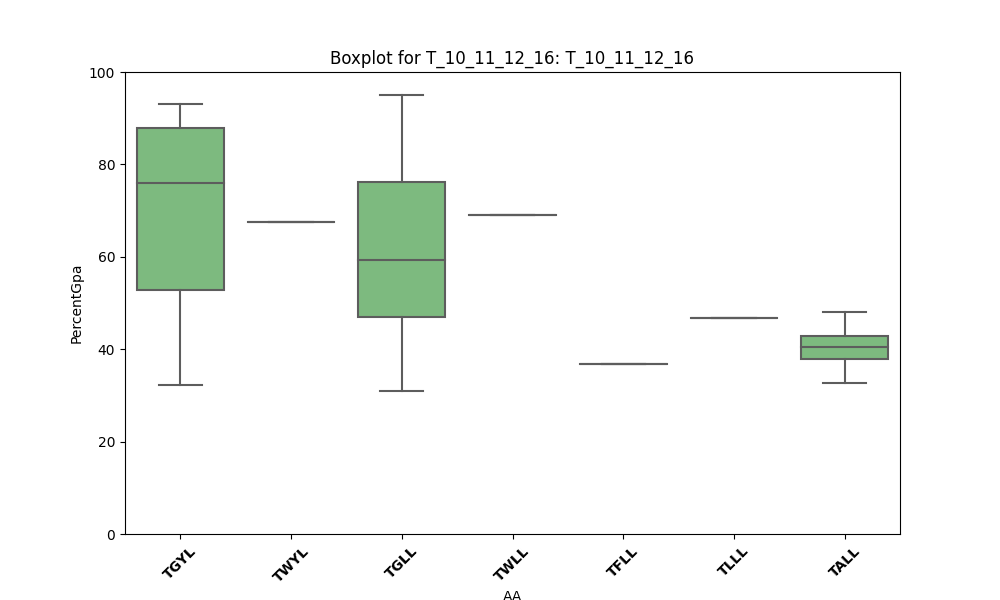 Boxplot for T_10_11_12_16: T_10_11_12_16
100
80
60
40
20
0
PercentGpa
TGYL
TWYL
TGLL
TWLL
TFLL
TLLL
TALL
AA